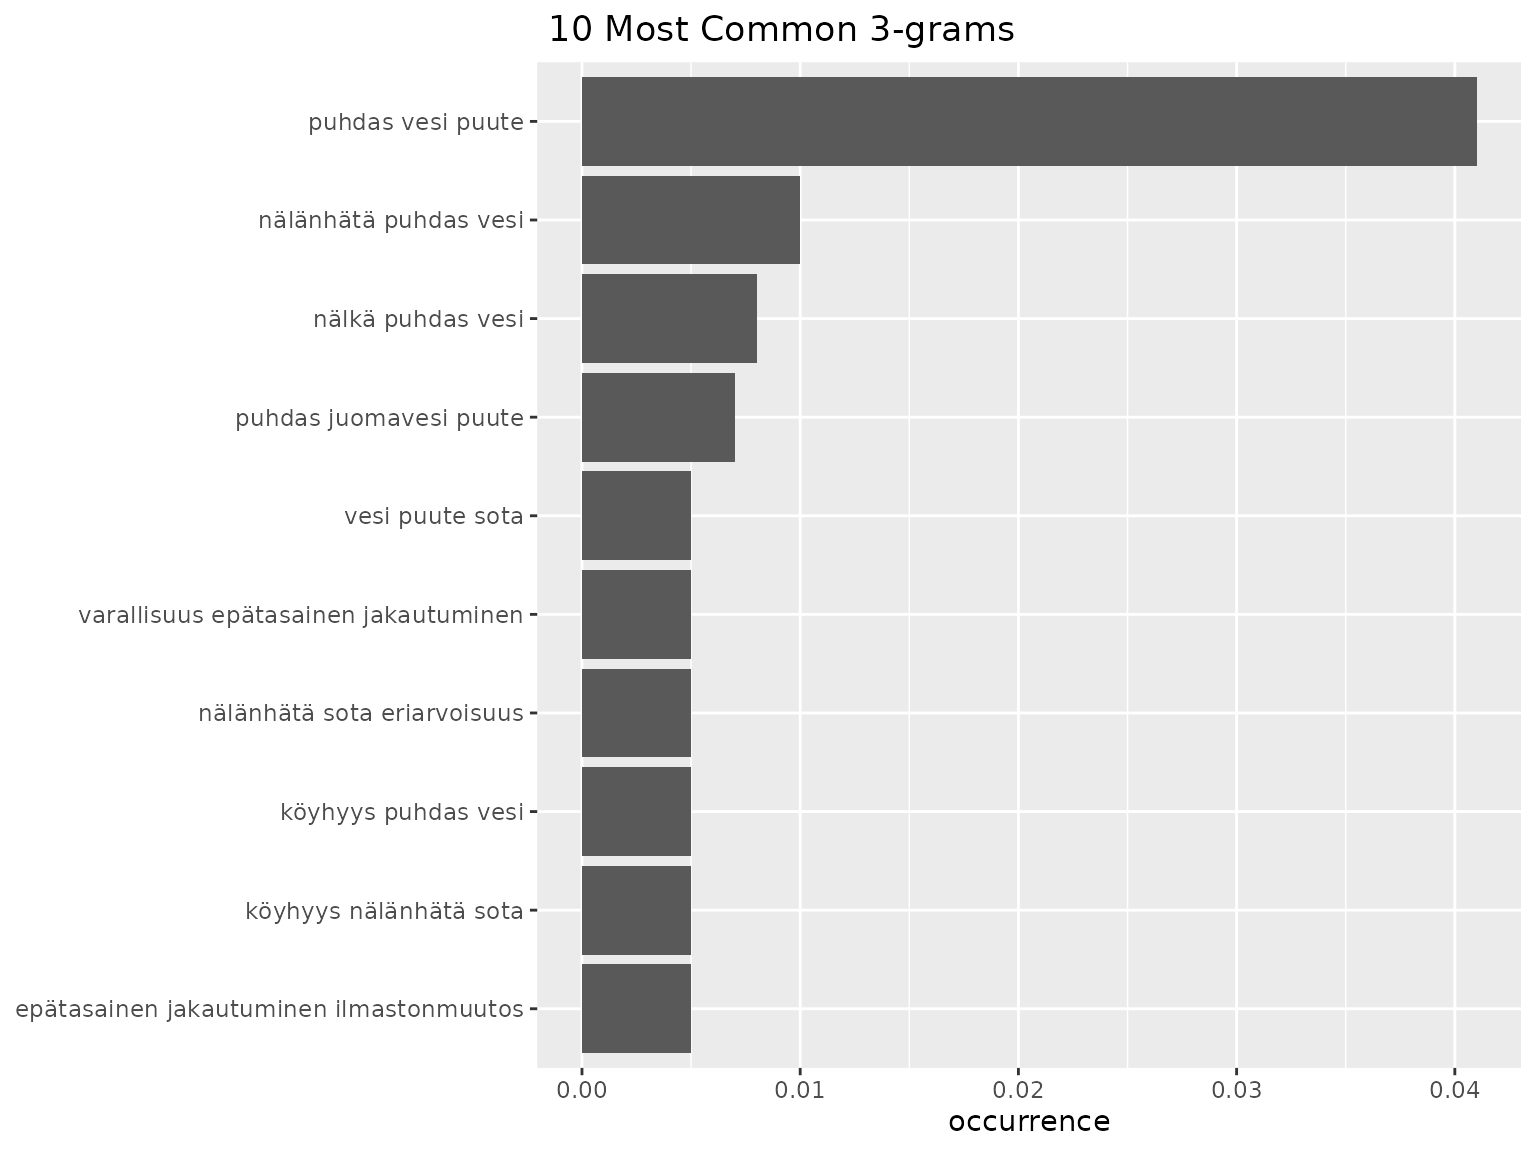 10 Most Common 3-grams
puhdas vesi puute
nälänhätä puhdas vesi
nälkä puhdas vesi
puhdas juomavesi puute
vesi puute sota
varallisuus epätasainen jakautuminen
nälänhätä sota eriarvoisuus
köyhyys puhdas vesi
köyhyys nälänhätä sota
epätasainen jakautuminen ilmastonmuutos
0.00 0.01 0.02 0.03 0.04
occurrence